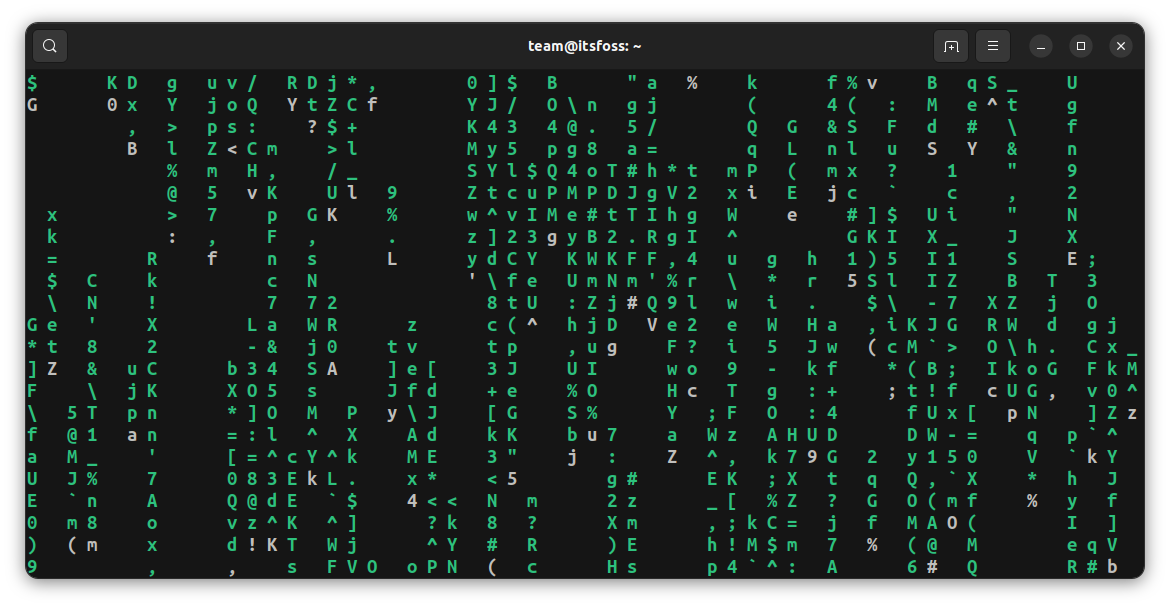 $ K D g u v / R D j * , 0 ] $ B " a % k f % v B q S _ U
G 0 x Y j o Q Y t Z C f Y J / O \ n g j ( 4 ( : M e ^ t g
, > p s : ? $ + K 4 3 4 @ . 5 / Q G & S F d # \ f
B l Z < C m > l M y 5 p g 8 a = q L n l u S Y & n
% m H , / _ S Y l $ Q 4 o T # h * t m P ( m x ? 1 " 9
@ 5 v K U l 9 Z t c u P M P D J g V 2 x i E j c ` c , 2
x > 7 p G K % w ^ v I M e # t T I h g W e # ] $ U i " N
k : , F , . z ] 2 3 g y B 2 . R g I ^ G K I X _ J X
= R f n s L z d C Y K W K F F , 4 u g h 1 ) 5 I 1 S E ;
$ C k c N ' \ f e U m N m ' % r \ * r 5 S l I Z B T 3
\ N ! 7 7 2 8 t U : Z j # Q 9 l w i . $ \ - 7 X Z j O
G e ' X L a W R z c ( ^ h j D V e 2 e W H a , i K J G R W d g j
* t 8 2 - & j 0 t v t p , u g F ? i 5 J w ( c M ` > O \ h . C x _
] Z & u C b 3 4 S A ] e [ 3 J U I w o 9 - k f * ( B ; I k o G F k M
F \ j K X O 5 s J f d + e % O H c T g : + ; t ! f c U G , v 0 ^
\ 5 T p n * ] O M P y \ J [ G S % Y ; F O : 4 f U x [ p N ] Z z
f @ 1 a n = : l ^ X A d k K b u 7 a W z A H U D D W - = q p ` ^
a M _ ' [ = ^ c Y ^ k M E 3 " j : Z ^ , k 7 9 G 2 y 1 5 0 V ` k Y
U J % 7 0 8 3 E k L . x * < 5 g # E K ; X t q Q , ` X * h J
E ` n A Q @ d E ` $ 4 < < N m 2 z _ [ % Z ? G O ( m f % y f
0 m 8 o v z ^ K ^ ] ? Y 8 ? X m , ; k C = j f M A O ( I ]
) ( m x d ! K T W j ^ k # R ) E h ! M $ m 7 % ( @ M e q V
9 , , s F V O o P N ( c H s p 4 ` ^ : A 6 # Q R # b